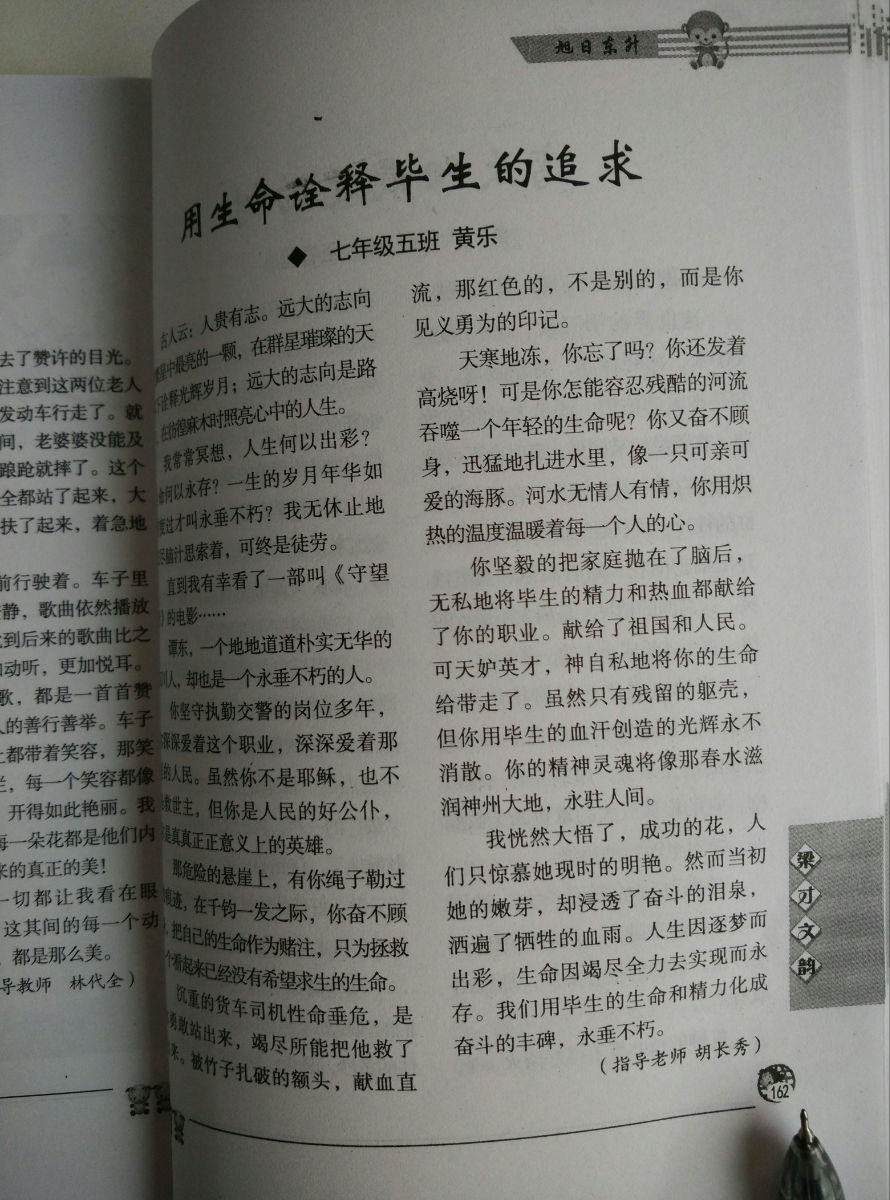 旭日东升
去了赞许的目光。
注意到这两位老人
发动车行走了。就
间，老婆婆没能及
踉跄就摔了。这个
全都站了起来，大
扶了起来，着急地
前行驶着。车子里
静，歌曲依然播放
到后来的歌曲比之
动听，更加悦耳。
歌，都是一首首赞
人的善行善举。车子
上都带着笑容，那笑
，每一个笑容都像
，开得如此艳丽。我
每一朵花都是他们内
来的真正的美！
一切都让我看在眼
这其间的每一个动
，都是那么美。
导教师 林代全）
用生命诠释毕生的追求
◆ 七年级五班 黄乐
古人云：人贵有志。远大的志向
星中最亮的一颗，在群星璀璨的天
下诠释光辉岁月；远大的志向是路
，在彷徨麻木时照亮心中的人生。
我常常冥想，人生何以出彩？
命何以永存？一生的岁月年华如
度过才叫永垂不朽？我无休止地
尽脑汁思索着，可终是徒劳。
直到我有幸看了一部叫《守望
》的电影……
谭东，一个地地道道朴实无华的
川人，却也是一个永垂不朽的人。
你坚守执勤交警的岗位多年，
深深爱着这个职业，深深爱着那
的人民。虽然你不是耶稣，也不
救世主，但你是人民的好公仆，
是真真正正意义上的英雄。
那危险的悬崖上，有你绳子勒过
痕迹，在千钧一发之际，你奋不顾
，把自己的生命作为赌注，只为拯救
个看起来已经没有希望求生的生命。
沉重的货车司机性命垂危，是
勇敢站出来，竭尽所能把他救了
来。被竹子扎破的额头，献血直
流，那红色的，不是别的，而是你
见义勇为的印记。
天寒地冻，你忘了吗？你还发着
高烧呀！可是你怎能容忍残酷的河流
吞噬一个年轻的生命呢？你又奋不顾
身，迅猛地扎进水里，像一只可亲可
爱的海豚。河水无情人有情，你用炽
热的温度温暖着每一个人的心。
你坚毅的把家庭抛在了脑后，
无私地将毕生的精力和热血都献给
了你的职业。献给了祖国和人民。
可天妒英才，神自私地将你的生命
给带走了。虽然只有残留的躯壳，
但你用毕生的血汗创造的光辉永不
消散。你的精神灵魂将像那春水滋
润神州大地，永驻人间。
我恍然大悟了，成功的花，人
们只惊慕她现时的明艳。然而当初
她的嫩芽，却浸透了奋斗的泪泉，
洒遍了牺牲的血雨。人生因逐梦而
出彩，生命因竭尽全力去实现而永
存。我们用毕生的生命和精力化成
奋斗的丰碑，永垂不朽。
（指导老师 胡长秀）
梁才文韵
162